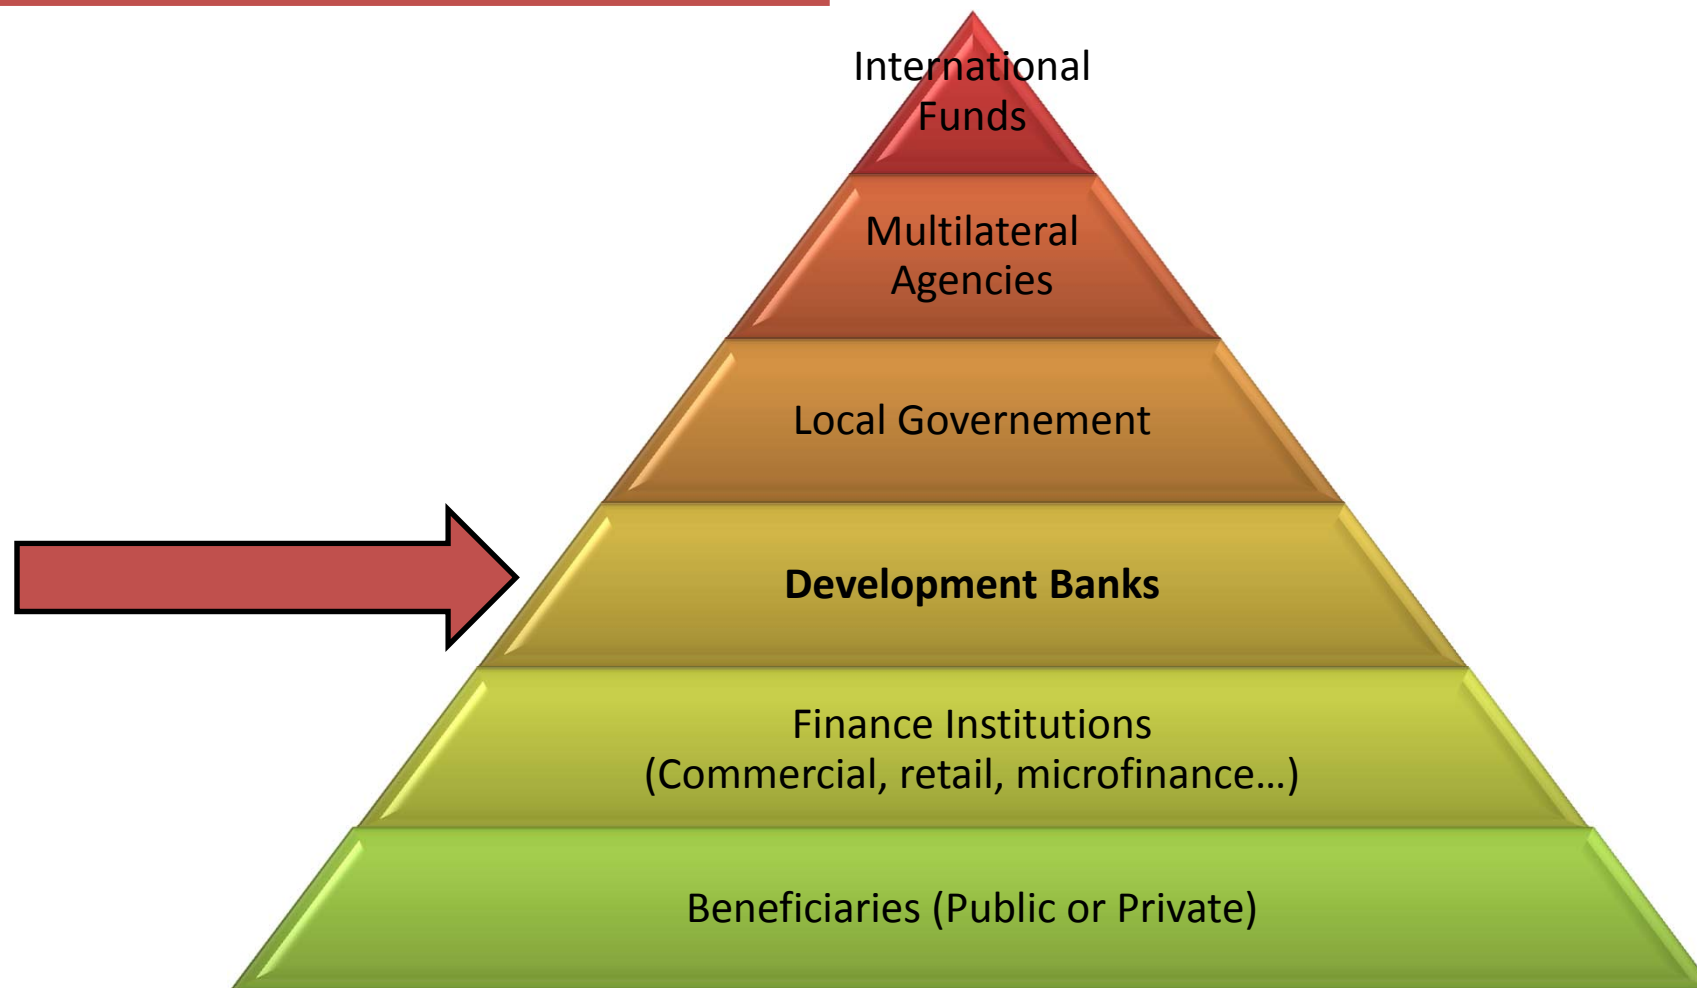 International
Funds
Multilateral
Agencies
Local Governement
Development Banks
Finance Institutions
(Commercial, retail, microfinance…)
Beneficiaries (Public or Private)